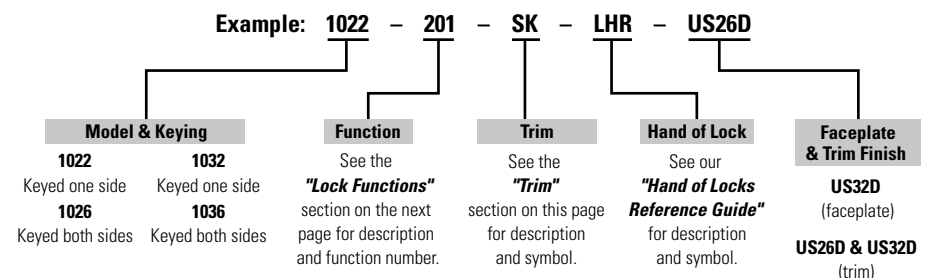 Example: 1022 – 201 – SK – LHR – US26D
Model & Keying
1022
Keyed one side
1026
Keyed both sides
1032
Keyed one side
1036
Keyed both sides
Function
See the
"Lock Functions"
section on the next
page for description
and function number.
Trim
See the
"Trim"
section on this page
for description
and symbol.
Hand of Lock
See our
"Hand of Locks
Reference Guide"
for description
and symbol.
Faceplate
& Trim Finish
US32D
(faceplate)
US26D & US32D
(trim)